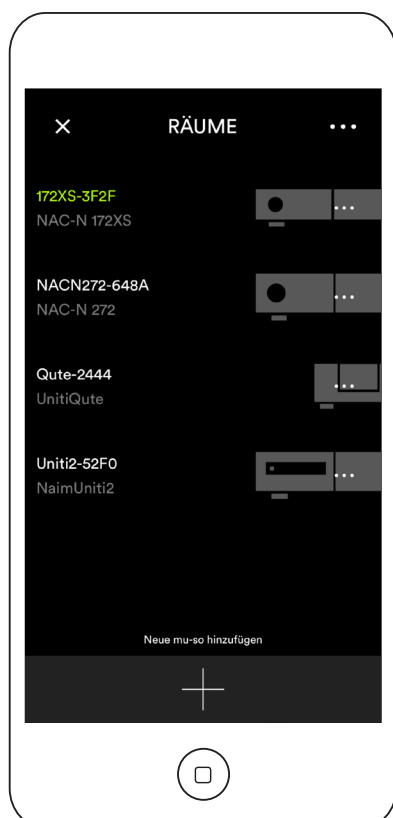 RÄUME
172XS-3F2F
NAC-N 172XS
NACN272-648A
NAC-N 272
Qute-2444
UnitiQute
Uniti2-52F0
NaimUniti2
Neue mu-so hinzufügen